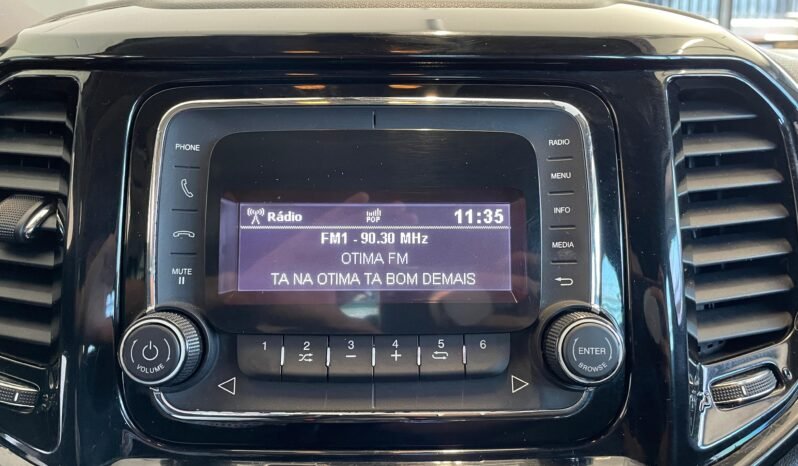 PHONE
RADIO
MENU
INFO
MEDIA
MUTE
Rádio POP 11:35
FM1 - 90.30 MHz
OTIMA FM
TA NA OTIMA TA BOM DEMAIS
1 2 3 4 5 6
− +
VOLUME
ENTER
BROWSE